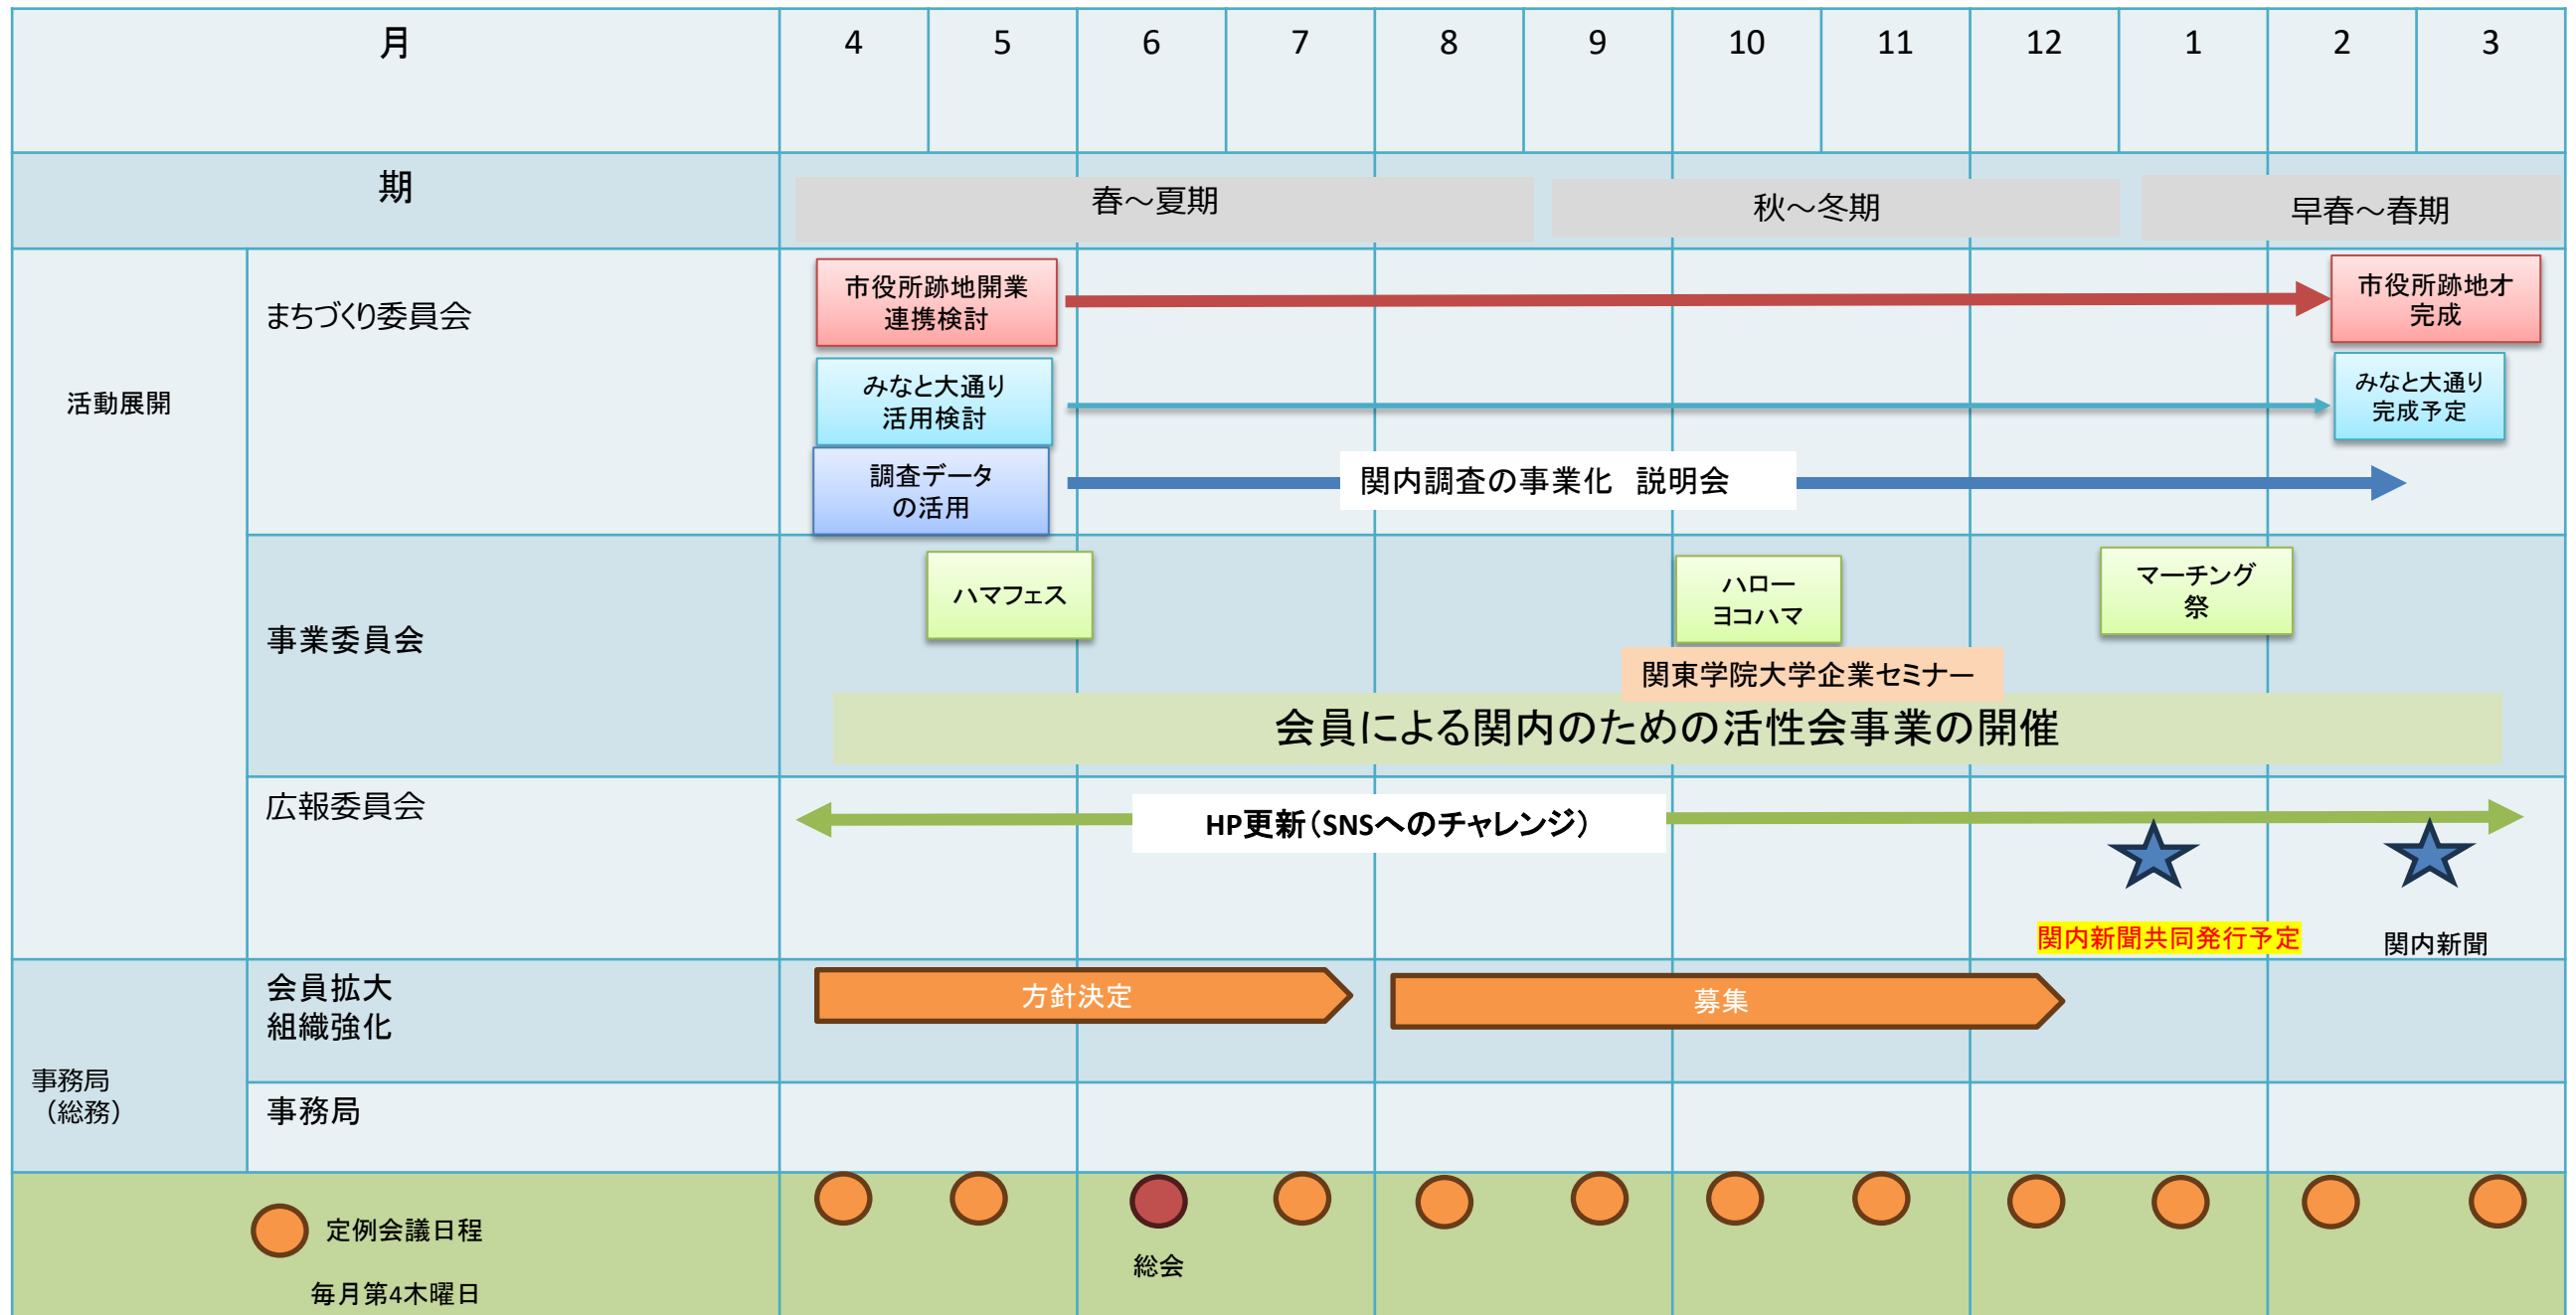 月 4 5 6 7 8 9 10 11 12 1 2 3
期
春～夏期
秋～冬期
早春～春期
活動展開
まちづくり委員会
市役所跡地開業
連携検討
市役所跡地オ
完成
みなと大通り
活用検討
みなと大通り
完成予定
調査データ
の活用
関内調査の事業化 説明会
事業委員会
ハマフェス
ハロー
ヨコハマ
マーチング
祭
関東学院大学企業セミナー
会員による関内のための活性会事業の開催
広報委員会
HP更新（SNSへのチャレンジ）
関内新聞共同発行予定
関内新聞
事務局
（総務）
会員拡大
組織強化
方針決定
募集
事務局
定例会議日程
毎月第4木曜日
総会